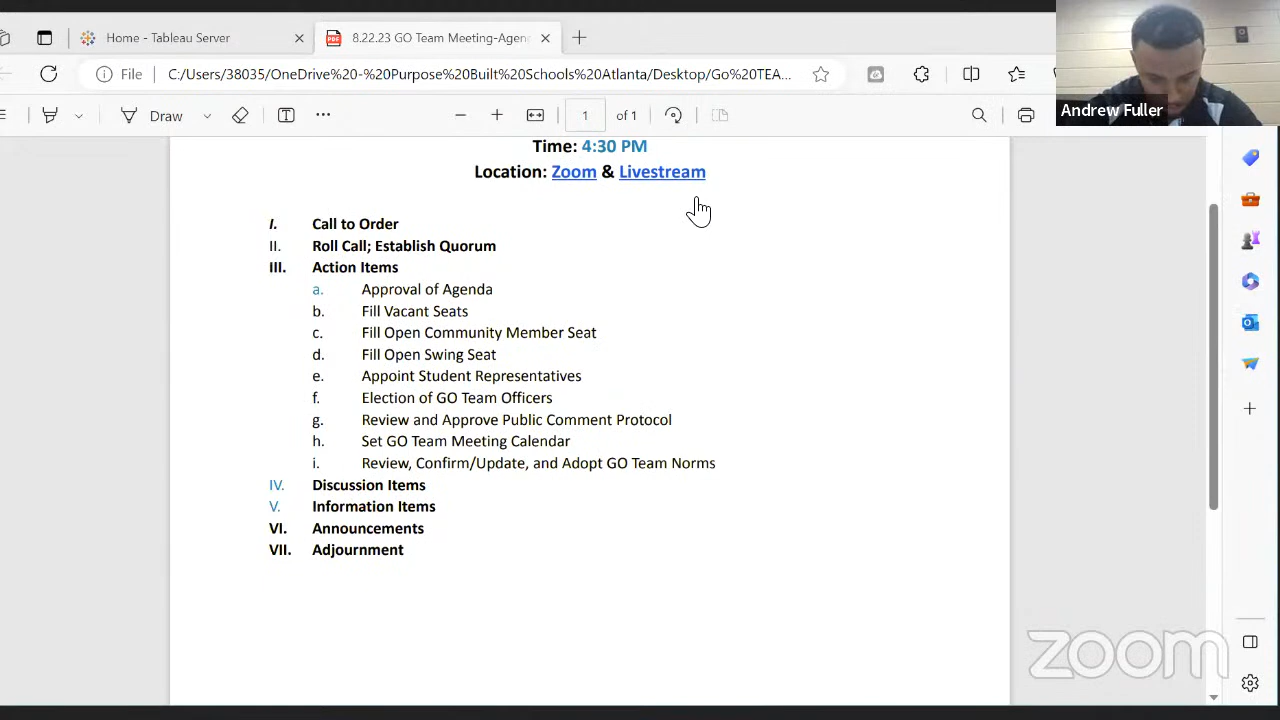 Home - Tableau Server
8.22.23 GO Team Meeting-Agen
File
C:/Users/38035/OneDrive%20-%20Purpose%20Built%20Schools%20Atlanta/Desktop/Go%20TEA...
Draw
1 of 1
Andrew Fuller
Time: 4:30 PM
Location: Zoom & Livestream
I. Call to Order
II. Roll Call; Establish Quorum
III. Action Items
a. Approval of Agenda
b. Fill Vacant Seats
c. Fill Open Community Member Seat
d. Fill Open Swing Seat
e. Appoint Student Representatives
f. Election of GO Team Officers
g. Review and Approve Public Comment Protocol
h. Set GO Team Meeting Calendar
i. Review, Confirm/Update, and Adopt GO Team Norms
IV. Discussion Items
V. Information Items
VI. Announcements
VII. Adjournment
zoom